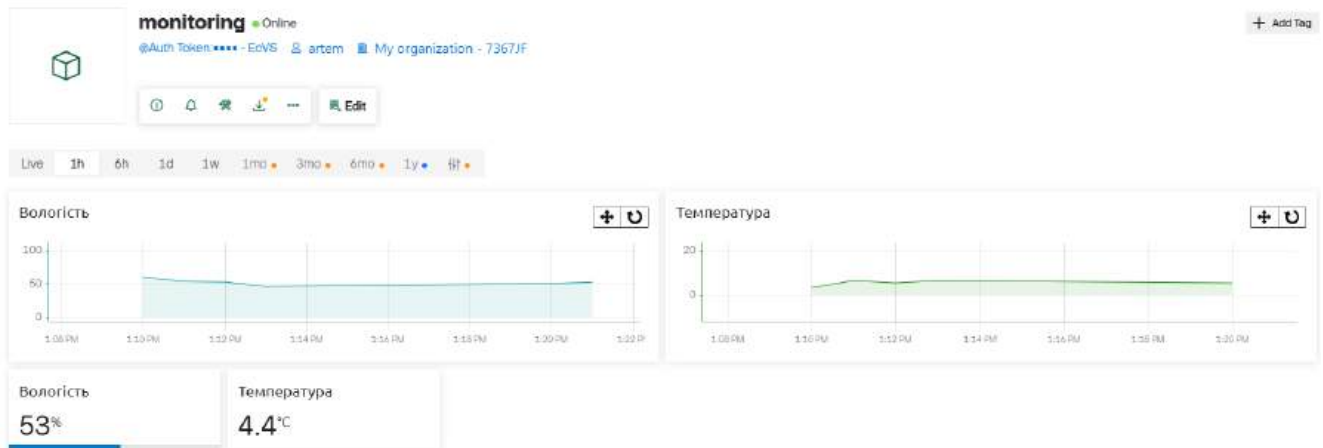 monitoring Online
+ Add Tag
@Auth Token:•••• - EcVS artem My organization - 7367JF
Edit
Live 1h 6h 1d 1w 1mo 3mo 6mo 1y
Вологість
100
50
0
1:08 PM 1:10 PM 1:12 PM 1:14 PM 1:16 PM 1:18 PM 1:20 PM 1:22 P
Температура
20
0
1:08 PM 1:10 PM 1:12 PM 1:14 PM 1:16 PM 1:18 PM 1:20 PM
Вологість
53%
Температура
4.4°C